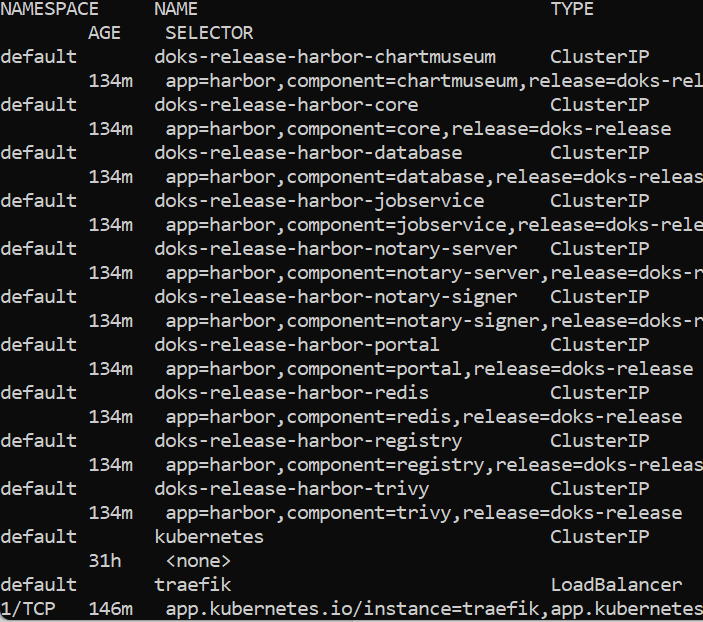 NAMESPACE NAME TYPE
AGE SELECTOR
default doks-release-harbor-chartmuseum ClusterIP
134m app=harbor,component=chartmuseum,release=doks-rel
default doks-release-harbor-core ClusterIP
134m app=harbor,component=core,release=doks-release
default doks-release-harbor-database ClusterIP
134m app=harbor,component=database,release=doks-releas
default doks-release-harbor-jobservice ClusterIP
134m app=harbor,component=jobservice,release=doks-rele
default doks-release-harbor-notary-server ClusterIP
134m app=harbor,component=notary-server,release=doks-r
default doks-release-harbor-notary-signer ClusterIP
134m app=harbor,component=notary-signer,release=doks-r
default doks-release-harbor-portal ClusterIP
134m app=harbor,component=portal,release=doks-release
default doks-release-harbor-redis ClusterIP
134m app=harbor,component=redis,release=doks-release
default doks-release-harbor-registry ClusterIP
134m app=harbor,component=registry,release=doks-releas
default doks-release-harbor-trivy ClusterIP
134m app=harbor,component=trivy,release=doks-release
default kubernetes ClusterIP
31h <none>
default traefik LoadBalancer
1/TCP 146m app.kubernetes.io/instance=traefik,app.kubernetes